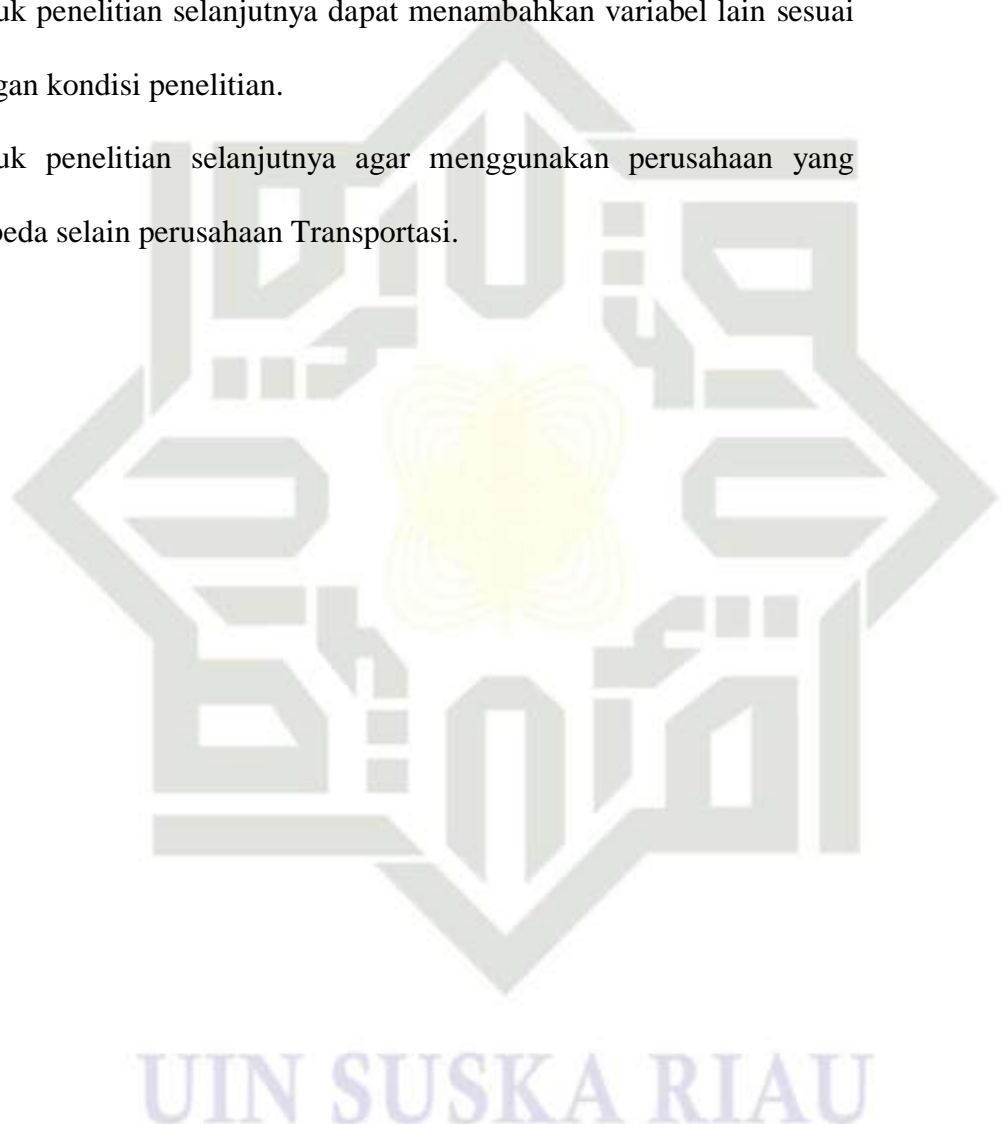 uk penelitian selanjutnya dapat menambahkan variabel lain sesuai
gan kondisi penelitian.
uk penelitian selanjutnya agar menggunakan perusahaan yang
beda selain perusahaan Transportasi.
UIN SUSKA RIAU